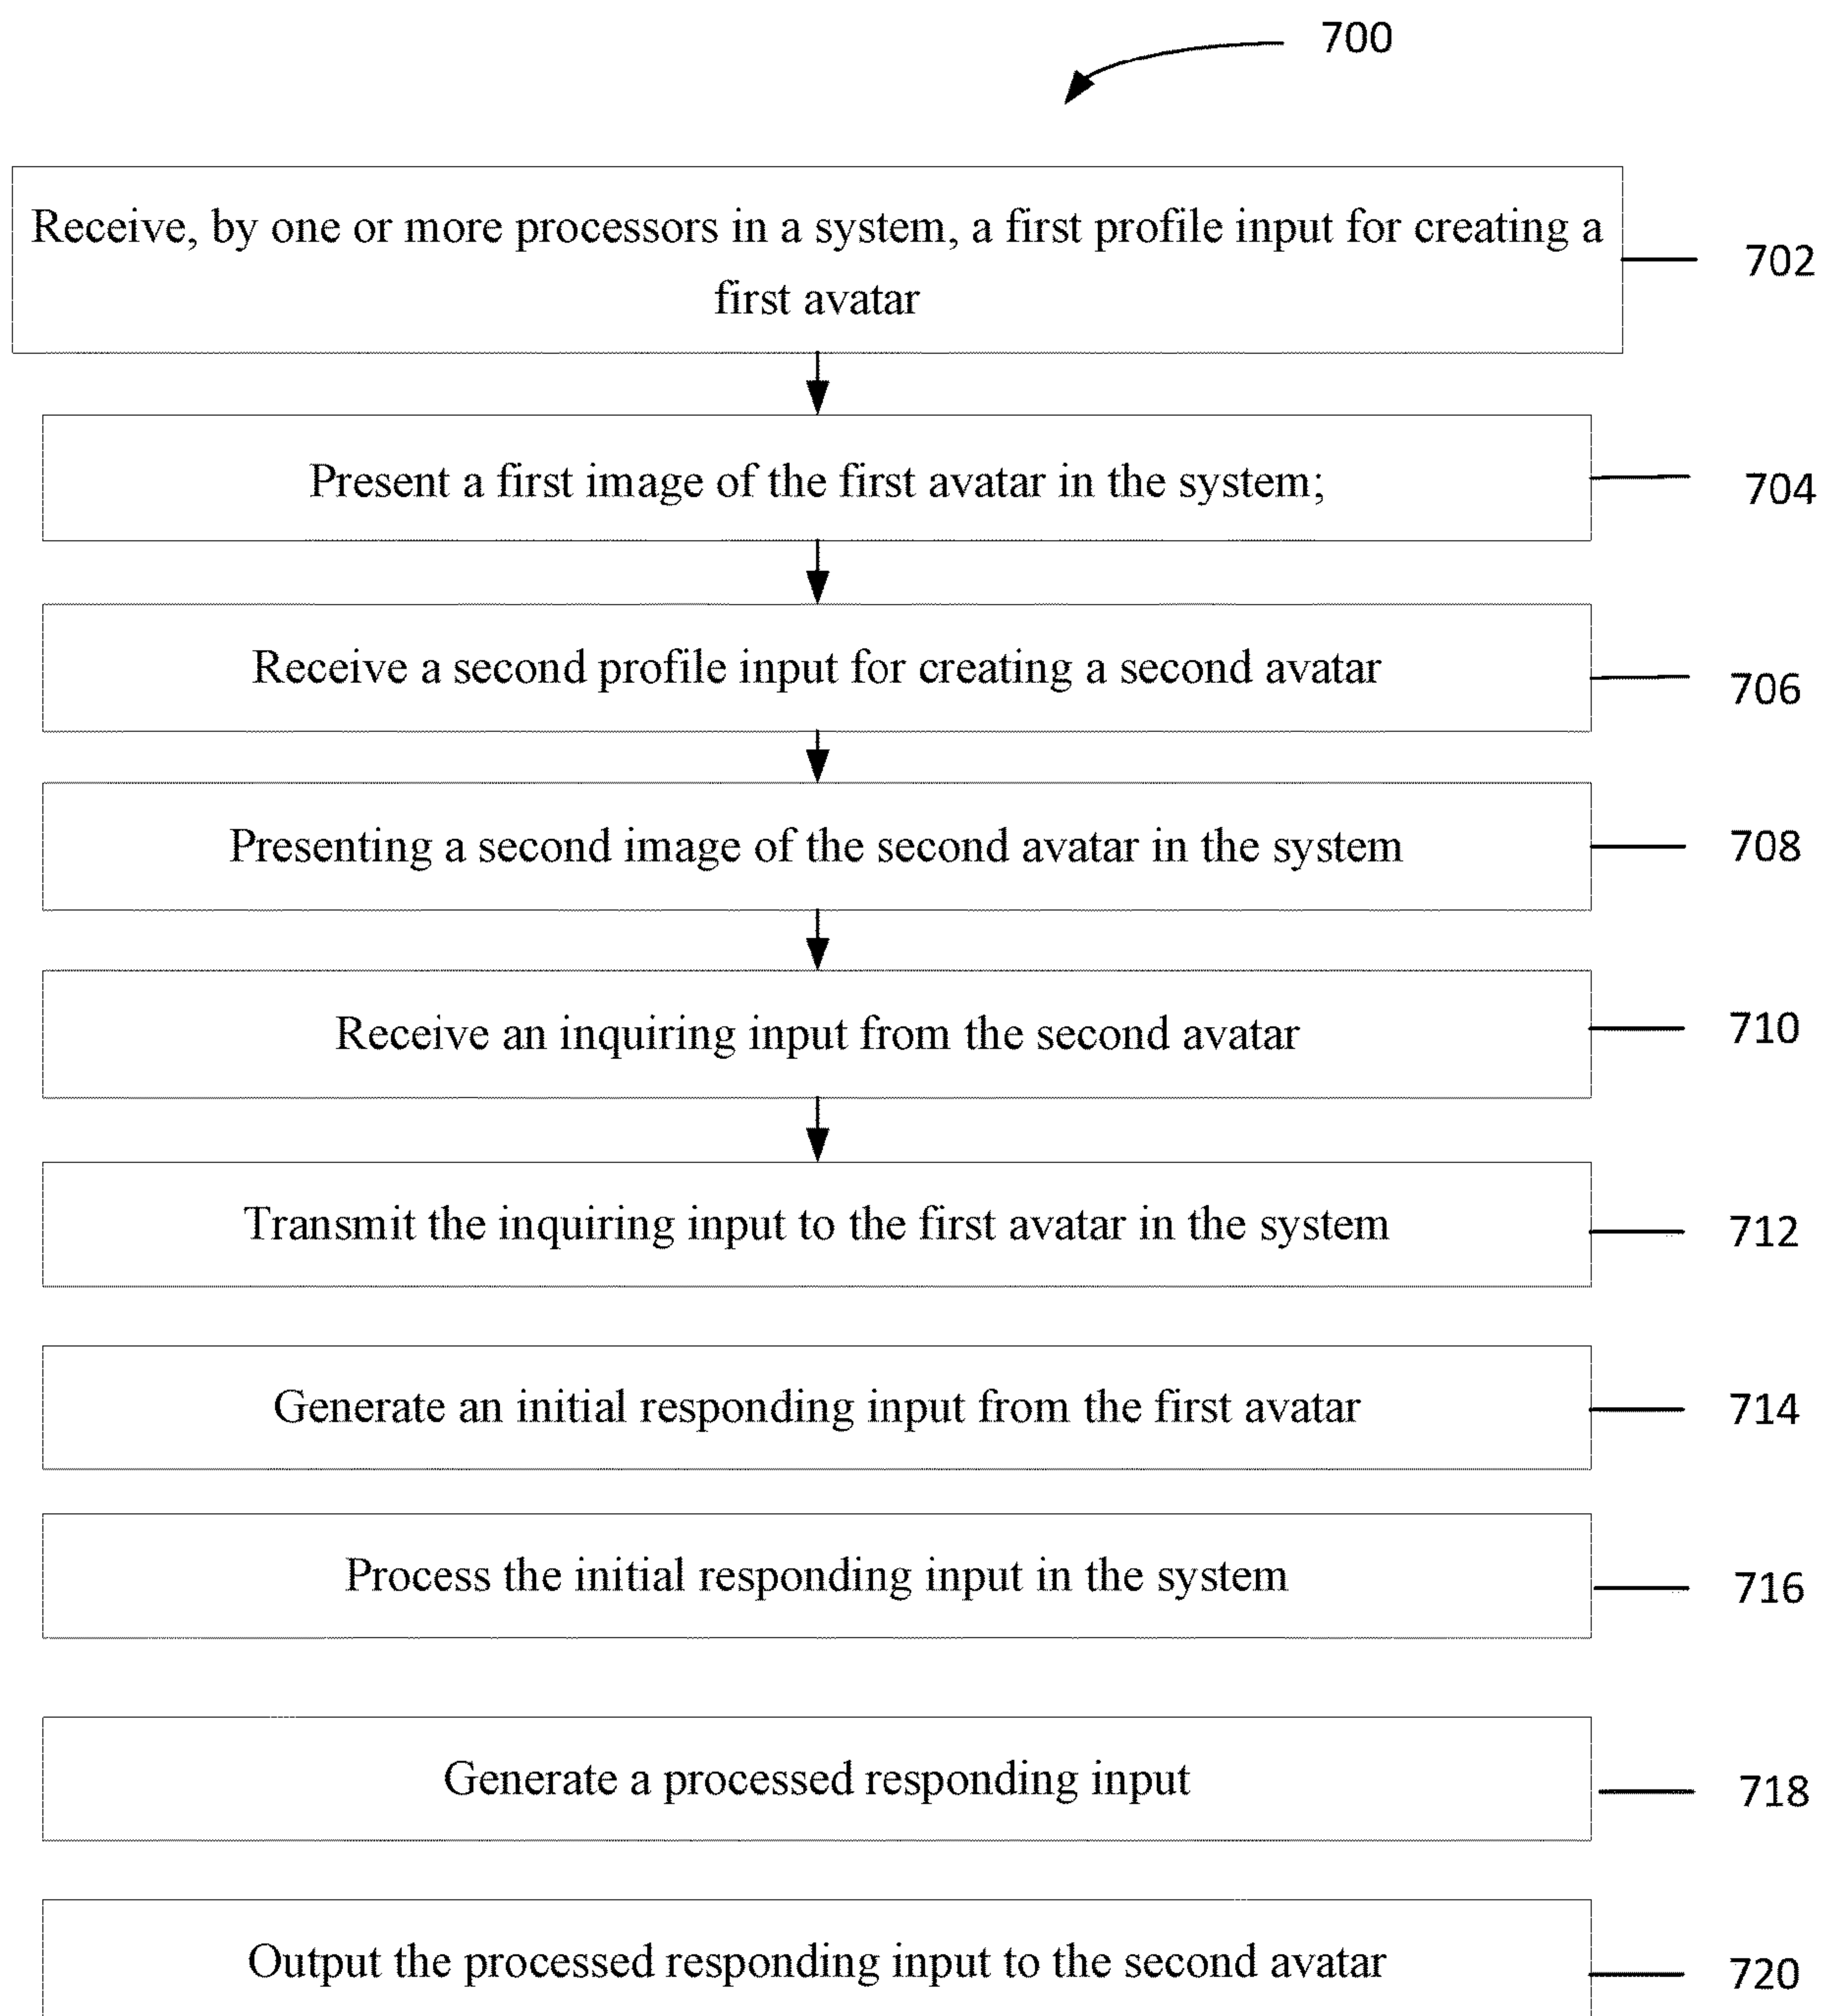 700
Receive, by one or more processors in a system, a first profile input for creating a
first avatar
702
Present a first image of the first avatar in the system;
704
Receive a second profile input for creating a second avatar
706
Presenting a second image of the second avatar in the system
708
Receive an inquiring input from the second avatar
710
Transmit the inquiring input to the first avatar in the system
712
Generate an initial responding input from the first avatar
714
Process the initial responding input in the system
716
Generate a processed responding input
718
Output the processed responding input to the second avatar
720